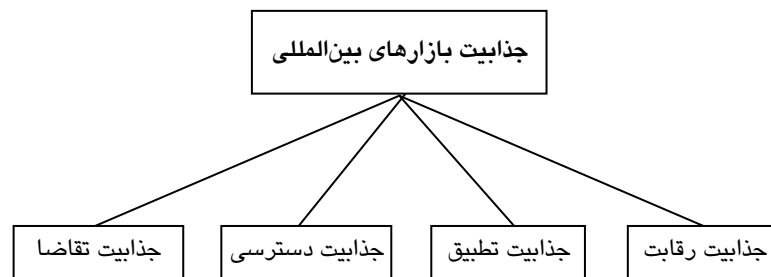 جذابیت بازارهای بین‌المللی
جذابیت رقابت
جذابیت تطبیق
جذابیت دسترسی
جذابیت تقاضا